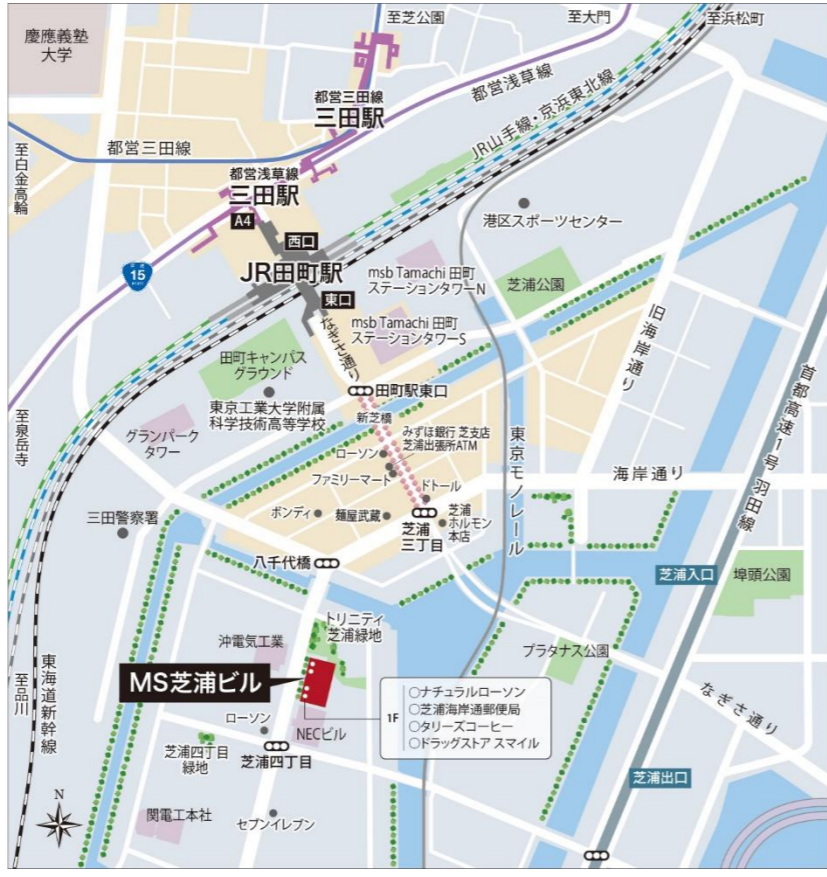 慶應義塾
大学
至芝公園
至大門
至浜松町
都営三田線
三田駅
都営浅草線
JR山手線・京浜東北線
都営三田線
至白金高輪
都営浅草線
三田駅
A4
西口
JR田町駅
東口
国道
15
港区スポーツセンター
msb Tamachi 田町
ステーションタワーN
芝浦公園
msb Tamachi 田町
ステーションタワーS
なぎさ通り
旧海岸通り
首都高速1号 羽田線
田町キャンパス
グラウンド
田町駅東口
東京工業大学附属
科学技術高等学校
新芝橋
至泉岳寺
グランパーク
タワー
みずほ銀行 芝支店
芝浦出張所ATM
ローソン
ファミリーマート
東京モノレール
海岸通り
ドトール
ボンディ
麺屋武蔵
芝浦
三丁目
芝浦
ホルモン
本店
三田警察署
八千代橋
芝浦入口
埠頭公園
トリニティ
芝浦緑地
沖電気工業
プラタナス公園
MS芝浦ビル
至品川
東海道新幹線
1F
○ナチュラルローソン
○芝浦海岸通郵便局
○タリーズコーヒー
○ドラッグストア スマイル
なぎさ通り
ローソン
NECビル
芝浦四丁目
緑地
芝浦四丁目
芝浦出口
N
関電工本社
セブンイレブン